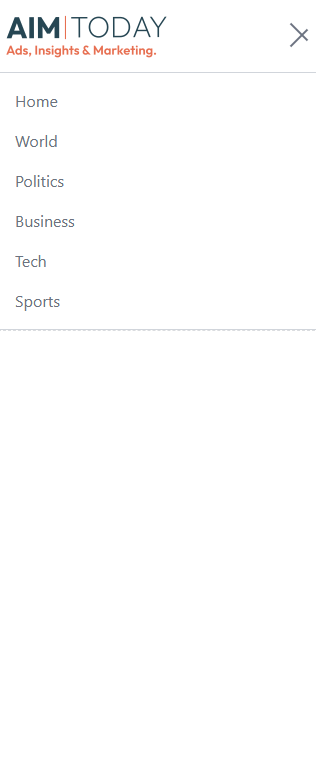 AIM|TODAY
Ads, Insights & Marketing.
Home
World
Politics
Business
Tech
Sports